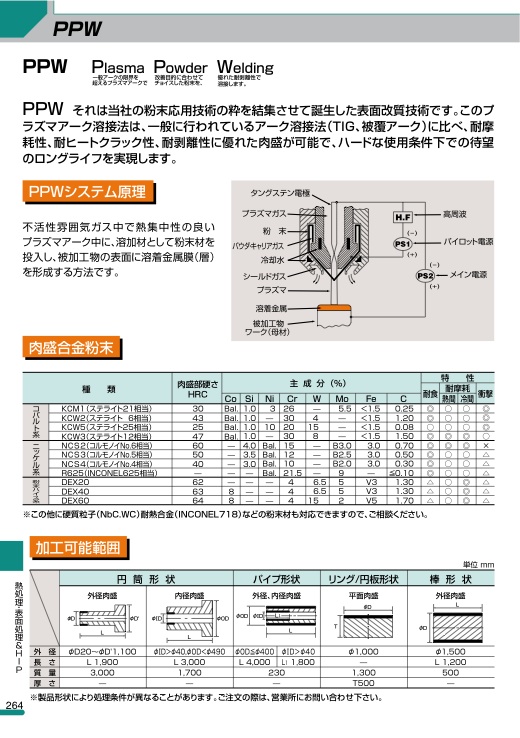 PPW
PPW Plasma Powder Welding
一般アークの限界を 改善目的に合わせて 優れた耐剥離性で
超えるプラズマアークで チョイスした粉末を、 溶接します。
PPW それは当社の粉末応用技術の粋を結集させて誕生した表面改質技術です。このプ
ラズマアーク溶接法は、一般に行われているアーク溶接法（TIG、被覆アーク）に比べ、耐摩
耗性、耐ヒートクラック性、耐剥離性に優れた肉盛が可能で、ハードな使用条件下での待望
のロングライフを実現します。
PPWシステム原理
不活性雰囲気ガス中で熱集中性の良い
プラズマアーク中に、溶加材として粉末材を
投入し、被加工物の表面に溶着金属膜（層）
を形成する方法です。
タングステン電極
プラズマガス
粉 末
パウダキャリアガス
冷却水
シールドガス
プラズマ
溶着金属
被加工物
ワーク（母材）
H.F 高周波
(−)
PS1 パイロット電源
(+)
(−)
PS2 メイン電源
(+)
肉盛合金粉末
種 類 肉盛部硬さ HRC 主 成 分（%） 特 性
耐食 耐摩耗 衝撃
Co Si Ni Cr W Mo Fe C 熱間 冷間
コバルト系
KCM1（ステライト21相当） 30 Bal. 1.0 3 26 — 5.5 <1.5 0.25 ◎ ○ ○ ◎
KCW2（ステライト 6相当） 43 Bal. 1.0 — 30 4 — <1.5 1.20 ◎ ○ ○ ◎
KCW5（ステライト25相当） 25 Bal. 1.0 10 20 15 — <1.5 0.08 ◎ ○ ○ ◎
KCW3（ステライト12相当） 47 Bal. 1.0 — 30 8 — <1.5 1.50 ◎ ◎ ◎ ○
ニッケル系
NCS2（コルモノイNo.6相当） 60 — 4.0 Bal. 15 — B3.0 3.0 0.70 ◎ ◎ ◎ ×
NCS3（コルモノイNo.5相当） 50 — 3.5 Bal. 12 — B2.5 3.0 0.50 ◎ ○ ○ △
NCS4（コルモノイNo.4相当） 40 — 3.0 Bal. 10 — B2.0 3.0 0.30 ◎ ○ ○ △
R625（INCONEL625相当） — — — Bal. 21.5 — 9 — ≦0.10 ◎ ○ ○ △
型バイト系
DEX20 62 — — — 4 6.5 5 V3 1.30 △ ○ ◎ △
DEX40 63 8 — — 4 6.5 5 V3 1.30 △ ○ ◎ △
DEX60 64 8 — — 4 15 2 V5 1.70 △ ○ ◎ △
※この他に硬質粒子（NbC.WC）耐熱合金（INCONEL718）などの粉末材も対応できますので、ご相談ください。
加工可能範囲
単位 mm
円 筒 形 状 パイプ形状 リング/円板形状 棒 形 状
外径肉盛 内径肉盛 外径、内径肉盛 平面肉盛 外径肉盛
φD φD' L
φID φOD L
φOD φID L1 L
φD T
L φD
外 径 φD20〜φD'1,100 φID>φ40,φOD<φ490 φOD≦φ400 φID>φ40 φ1,000 φ1,500
長 さ L 1,900 L 3,000 L 4,000 L1 1,800 — L 1,200
質 量 3,000 1,700 230 1,300 500
厚 さ — — — T500 —
※製品形状により処理条件が異なることがあります。ご注文の際は、営業所にお問い合わせ下さい。
熱処理・表面処理＆HIP
264